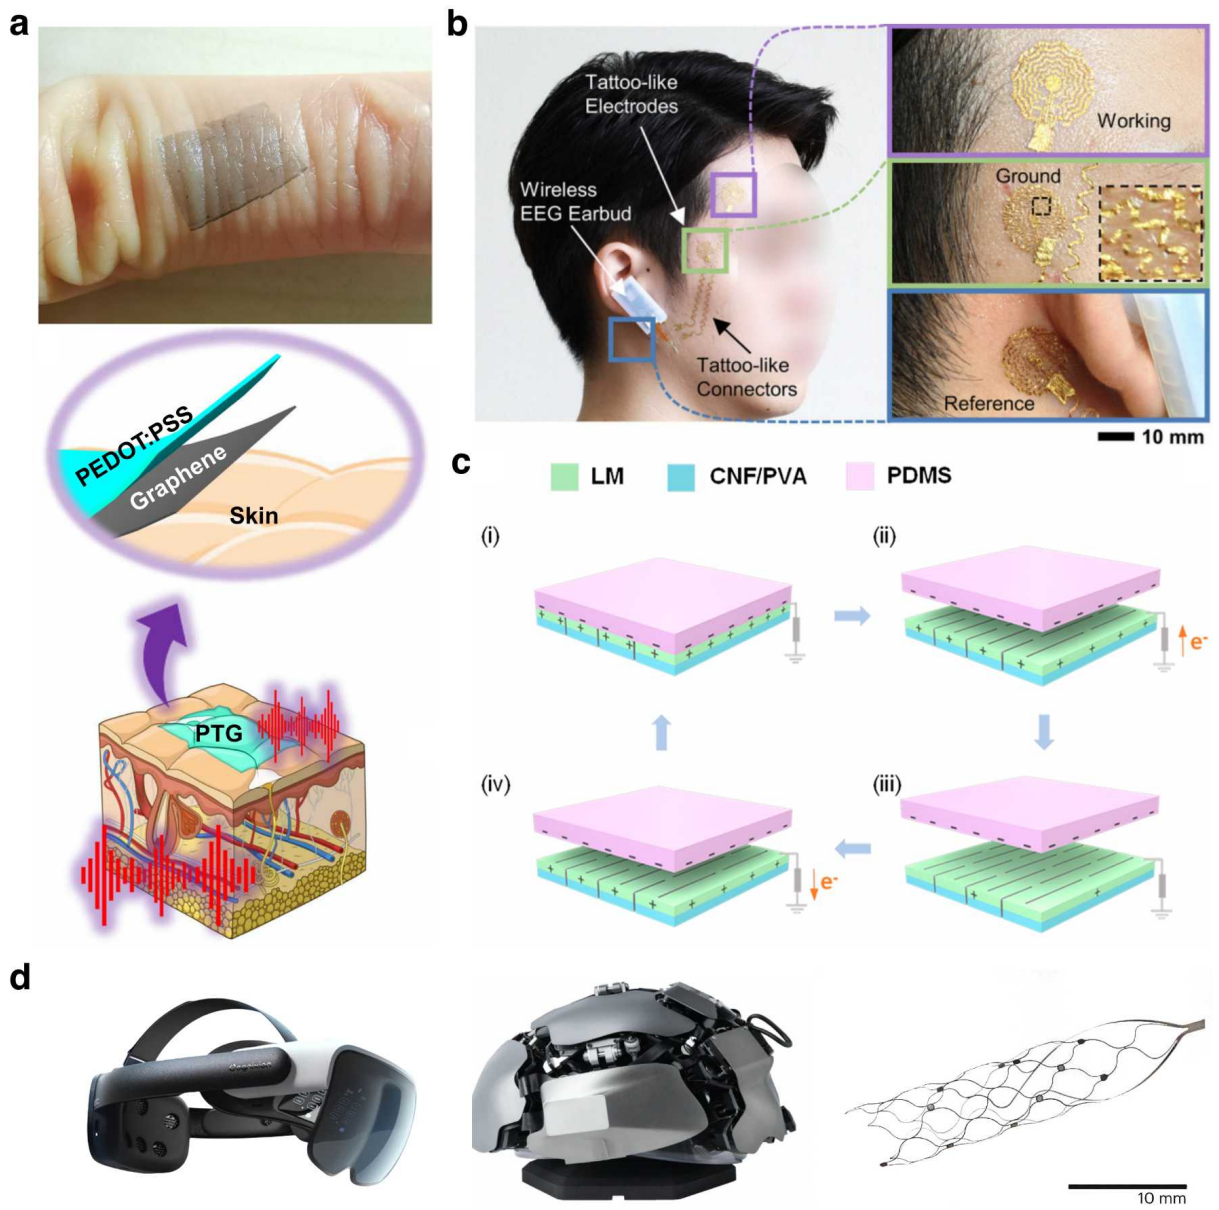 a
PEDOT:PSS
Graphene
Skin
PTG
b
Tattoo-like
Electrodes
Wireless
EEG Earbud
Tattoo-like
Connectors
Working
Ground
Reference
10 mm
c
LM
CNF/PVA
PDMS
(i)
(ii)
e-
(iv)
(iii)
e-
d
Cognixion
10 mm